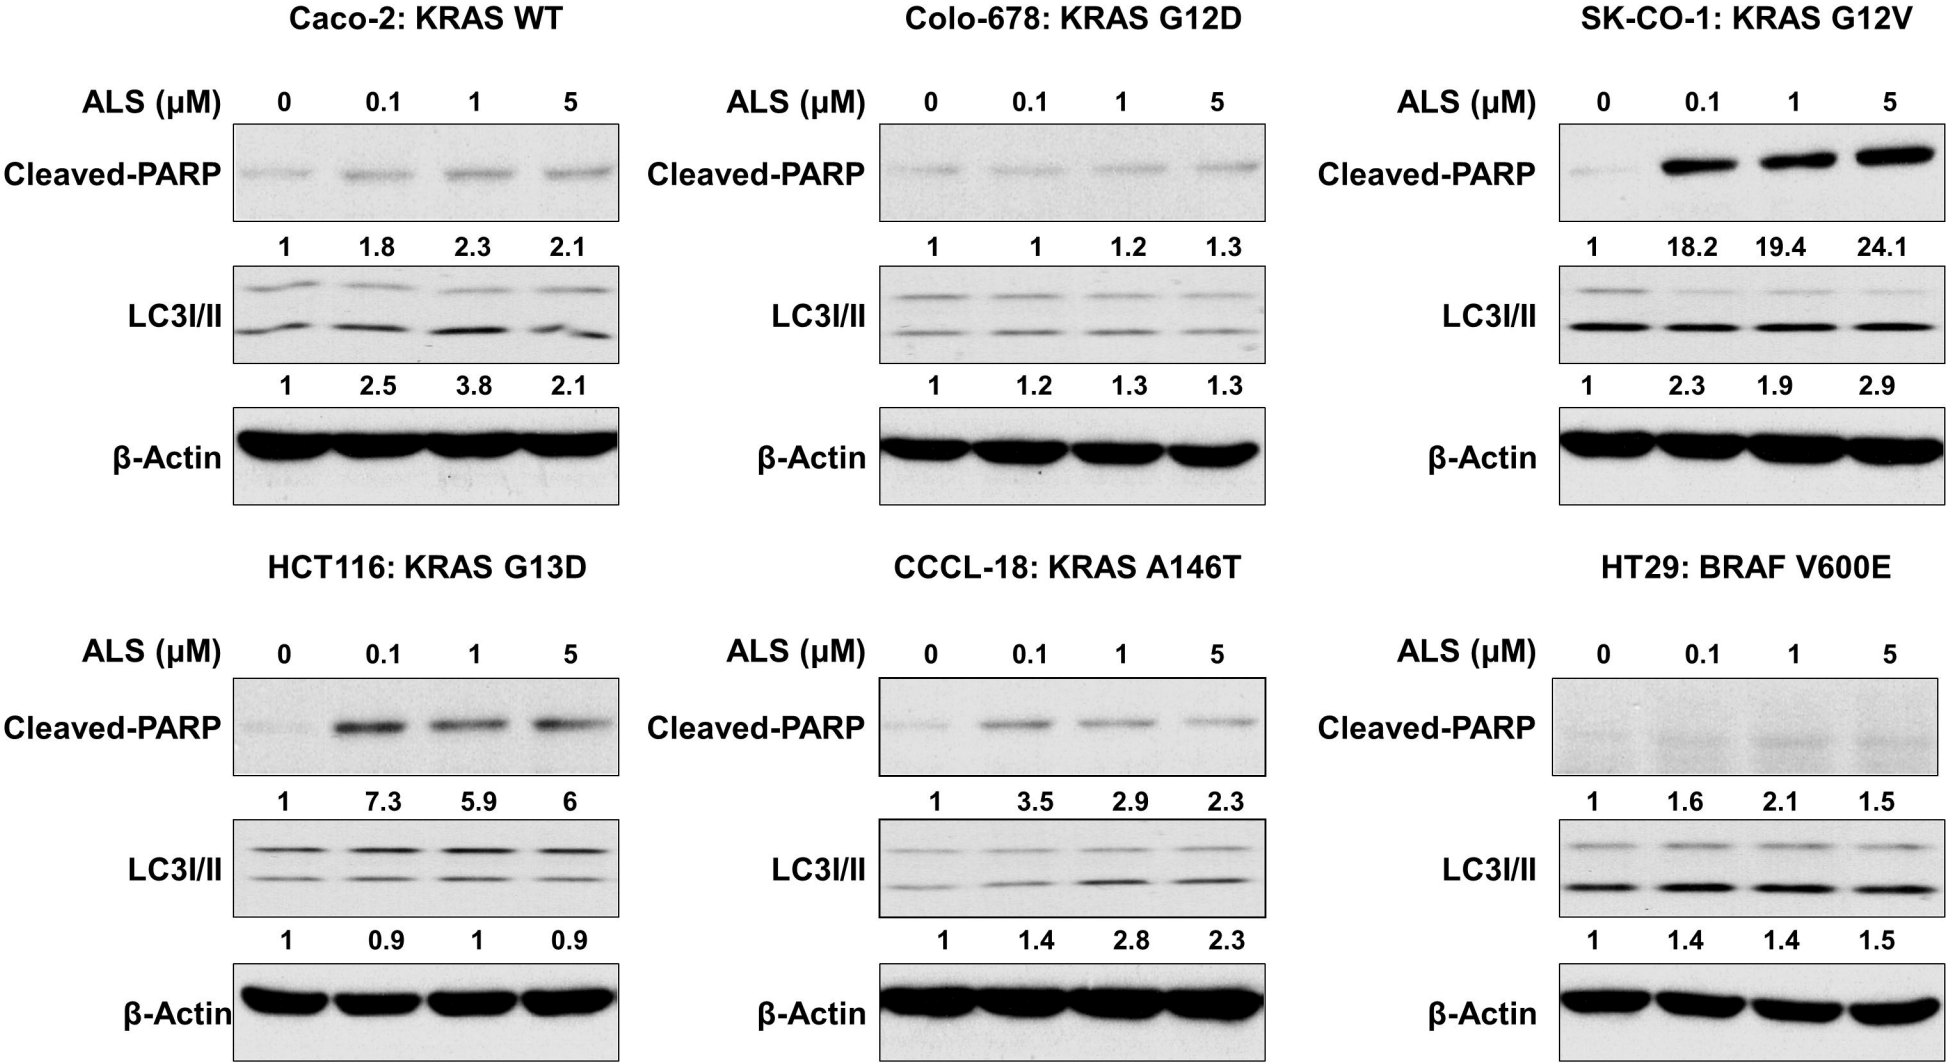 Caco-2: KRAS WT
ALS (µM) 0 0.1 1 5
Cleaved-PARP
1 1.8 2.3 2.1
LC3I/II
1 2.5 3.8 2.1
β-Actin
Colo-678: KRAS G12D
ALS (µM) 0 0.1 1 5
Cleaved-PARP
1 1 1.2 1.3
LC3I/II
1 1.2 1.3 1.3
β-Actin
SK-CO-1: KRAS G12V
ALS (µM) 0 0.1 1 5
Cleaved-PARP
1 18.2 19.4 24.1
LC3I/II
1 2.3 1.9 2.9
β-Actin
HCT116: KRAS G13D
ALS (µM) 0 0.1 1 5
Cleaved-PARP
1 7.3 5.9 6
LC3I/II
1 0.9 1 0.9
β-Actin
CCCL-18: KRAS A146T
ALS (µM) 0 0.1 1 5
Cleaved-PARP
1 3.5 2.9 2.3
LC3I/II
1 1.4 2.8 2.3
β-Actin
HT29: BRAF V600E
ALS (µM) 0 0.1 1 5
Cleaved-PARP
1 1.6 2.1 1.5
LC3I/II
1 1.4 1.4 1.5
β-Actin